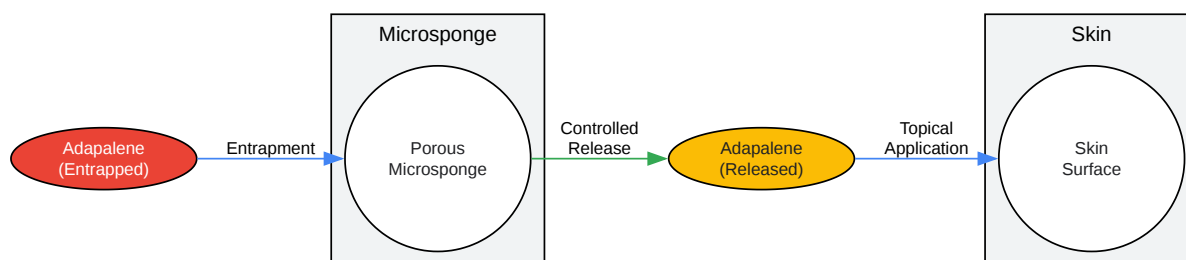 Microsponge
Skin
Adapalene
(Entrapped)
Entrapment
Porous
Microsponge
Controlled
Release
Adapalene
(Released)
Topical
Application
Skin
Surface